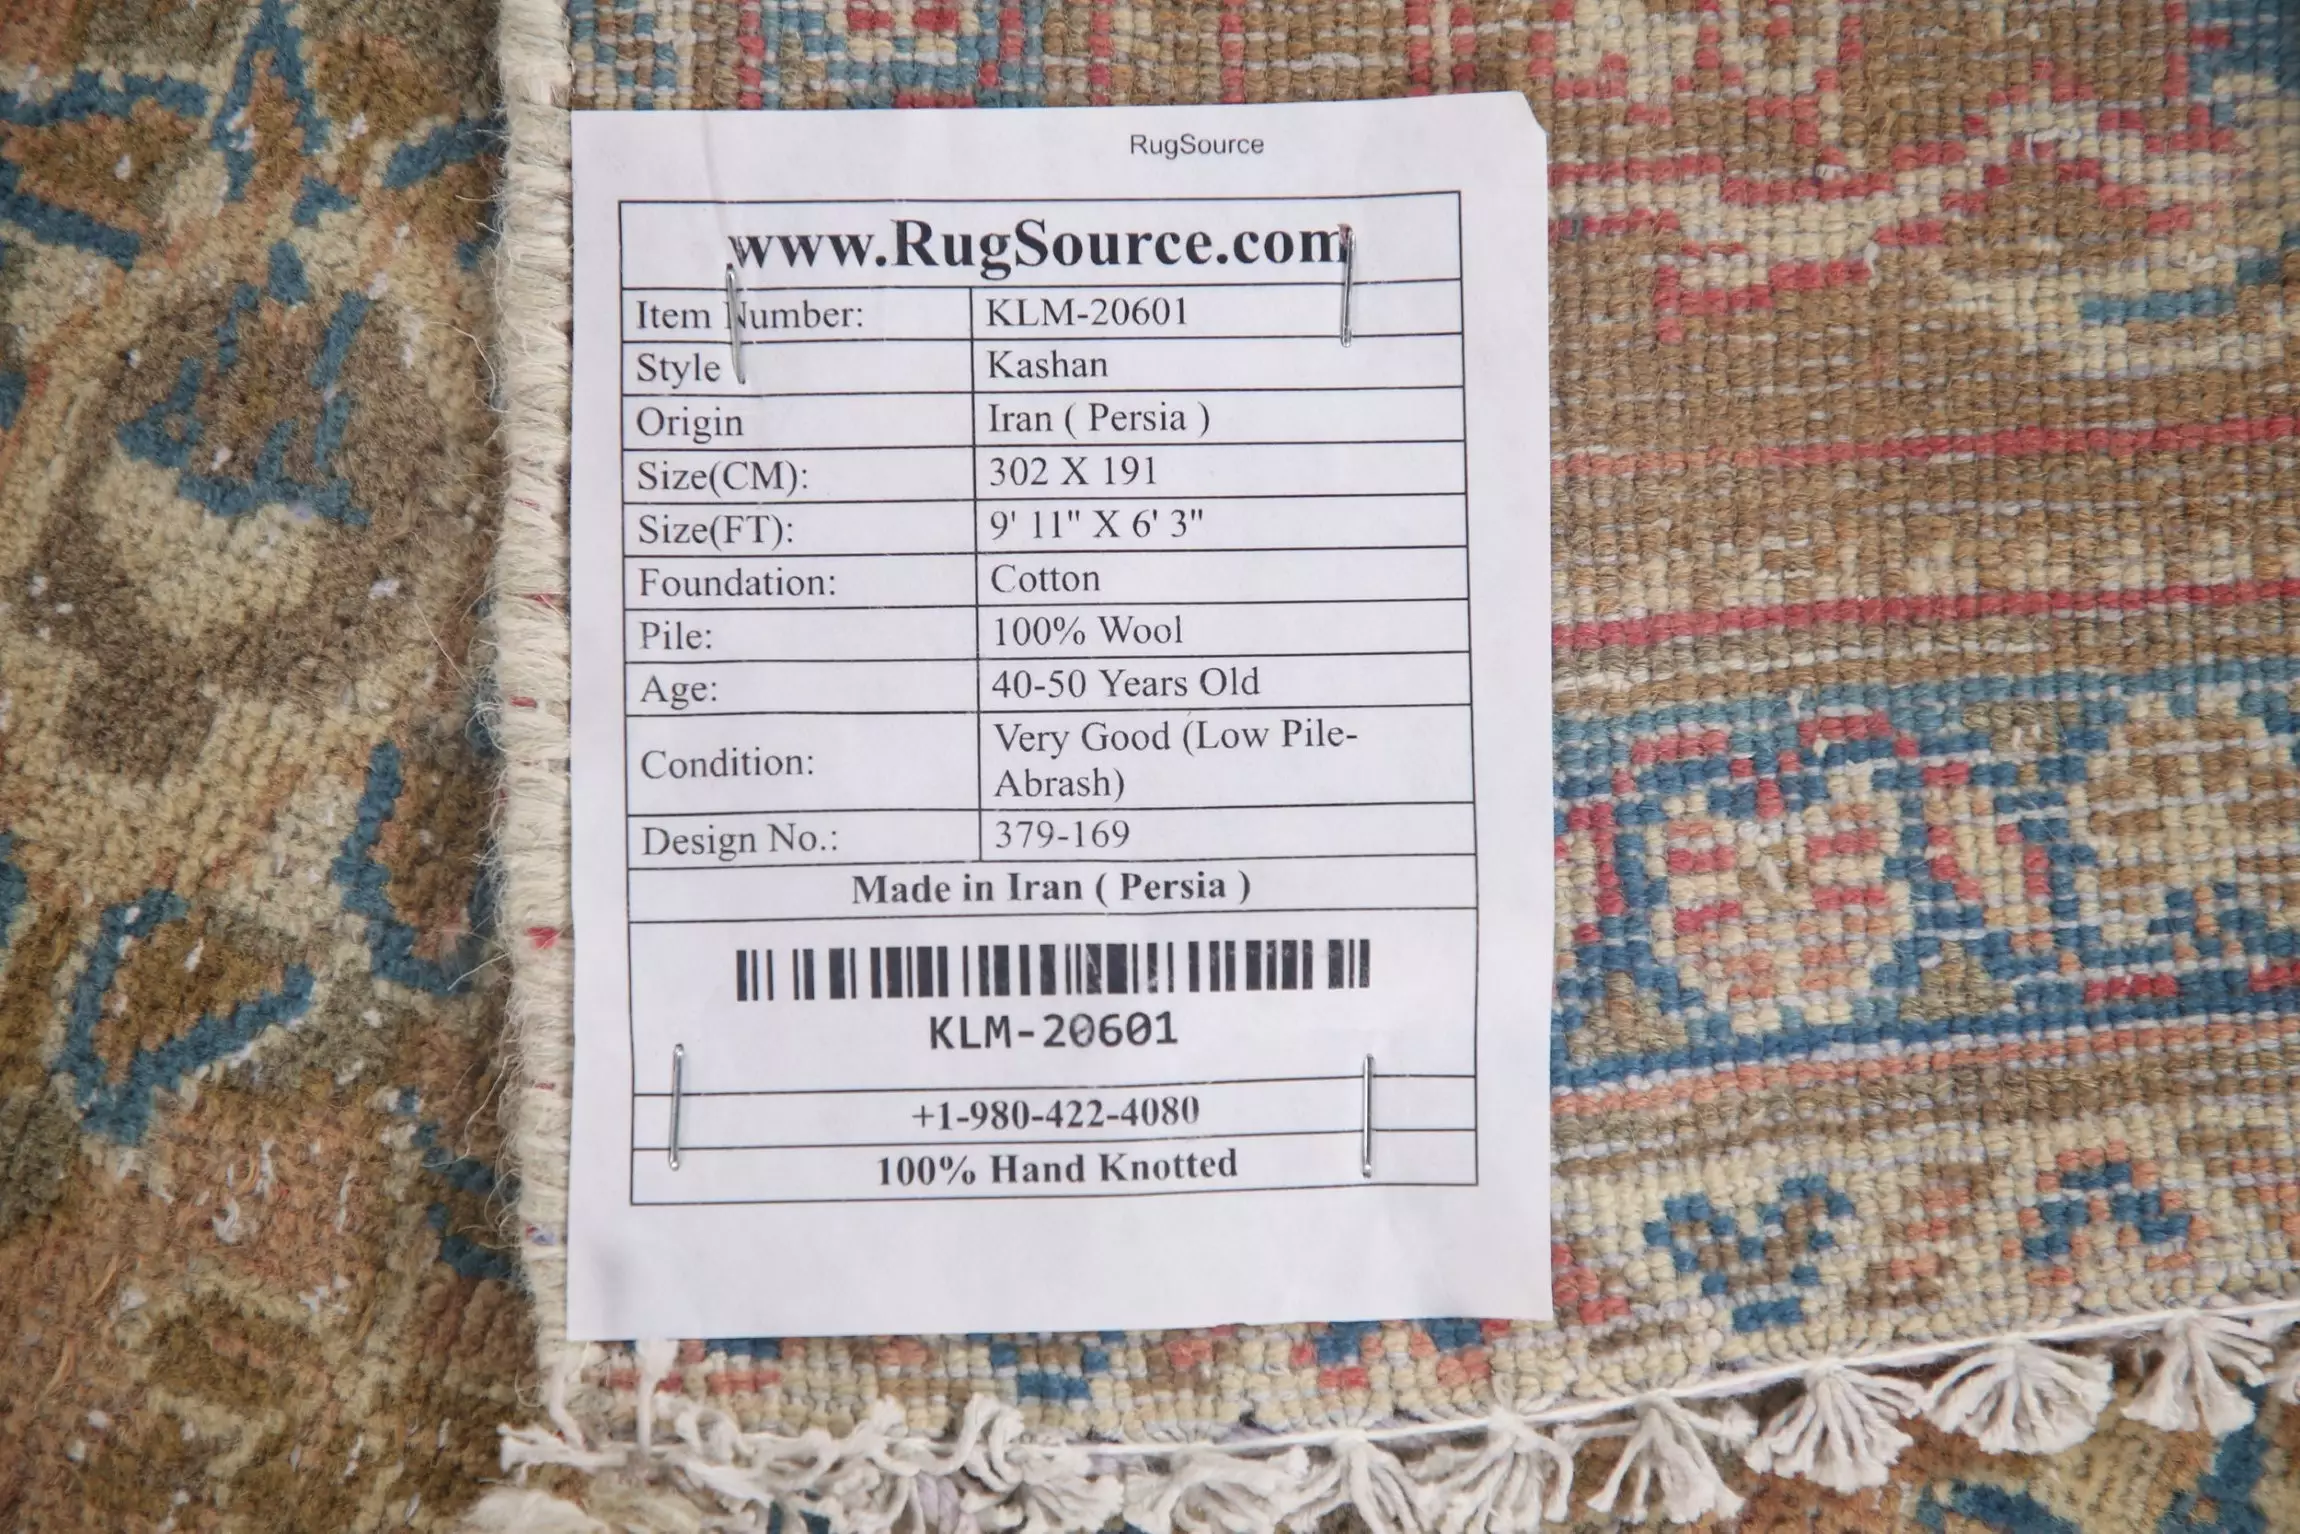 RugSource
www.RugSource.com
Item Number: KLM-20601
Style Kashan
Origin Iran ( Persia )
Size(CM): 302 X 191
Size(FT): 9' 11" X 6' 3"
Foundation: Cotton
Pile: 100% Wool
Age: 40-50 Years Old
Condition: Very Good (Low Pile-
Abrash)
Design No.: 379-169
Made in Iran ( Persia )
KLM-20601
+1-980-422-4080
100% Hand Knotted